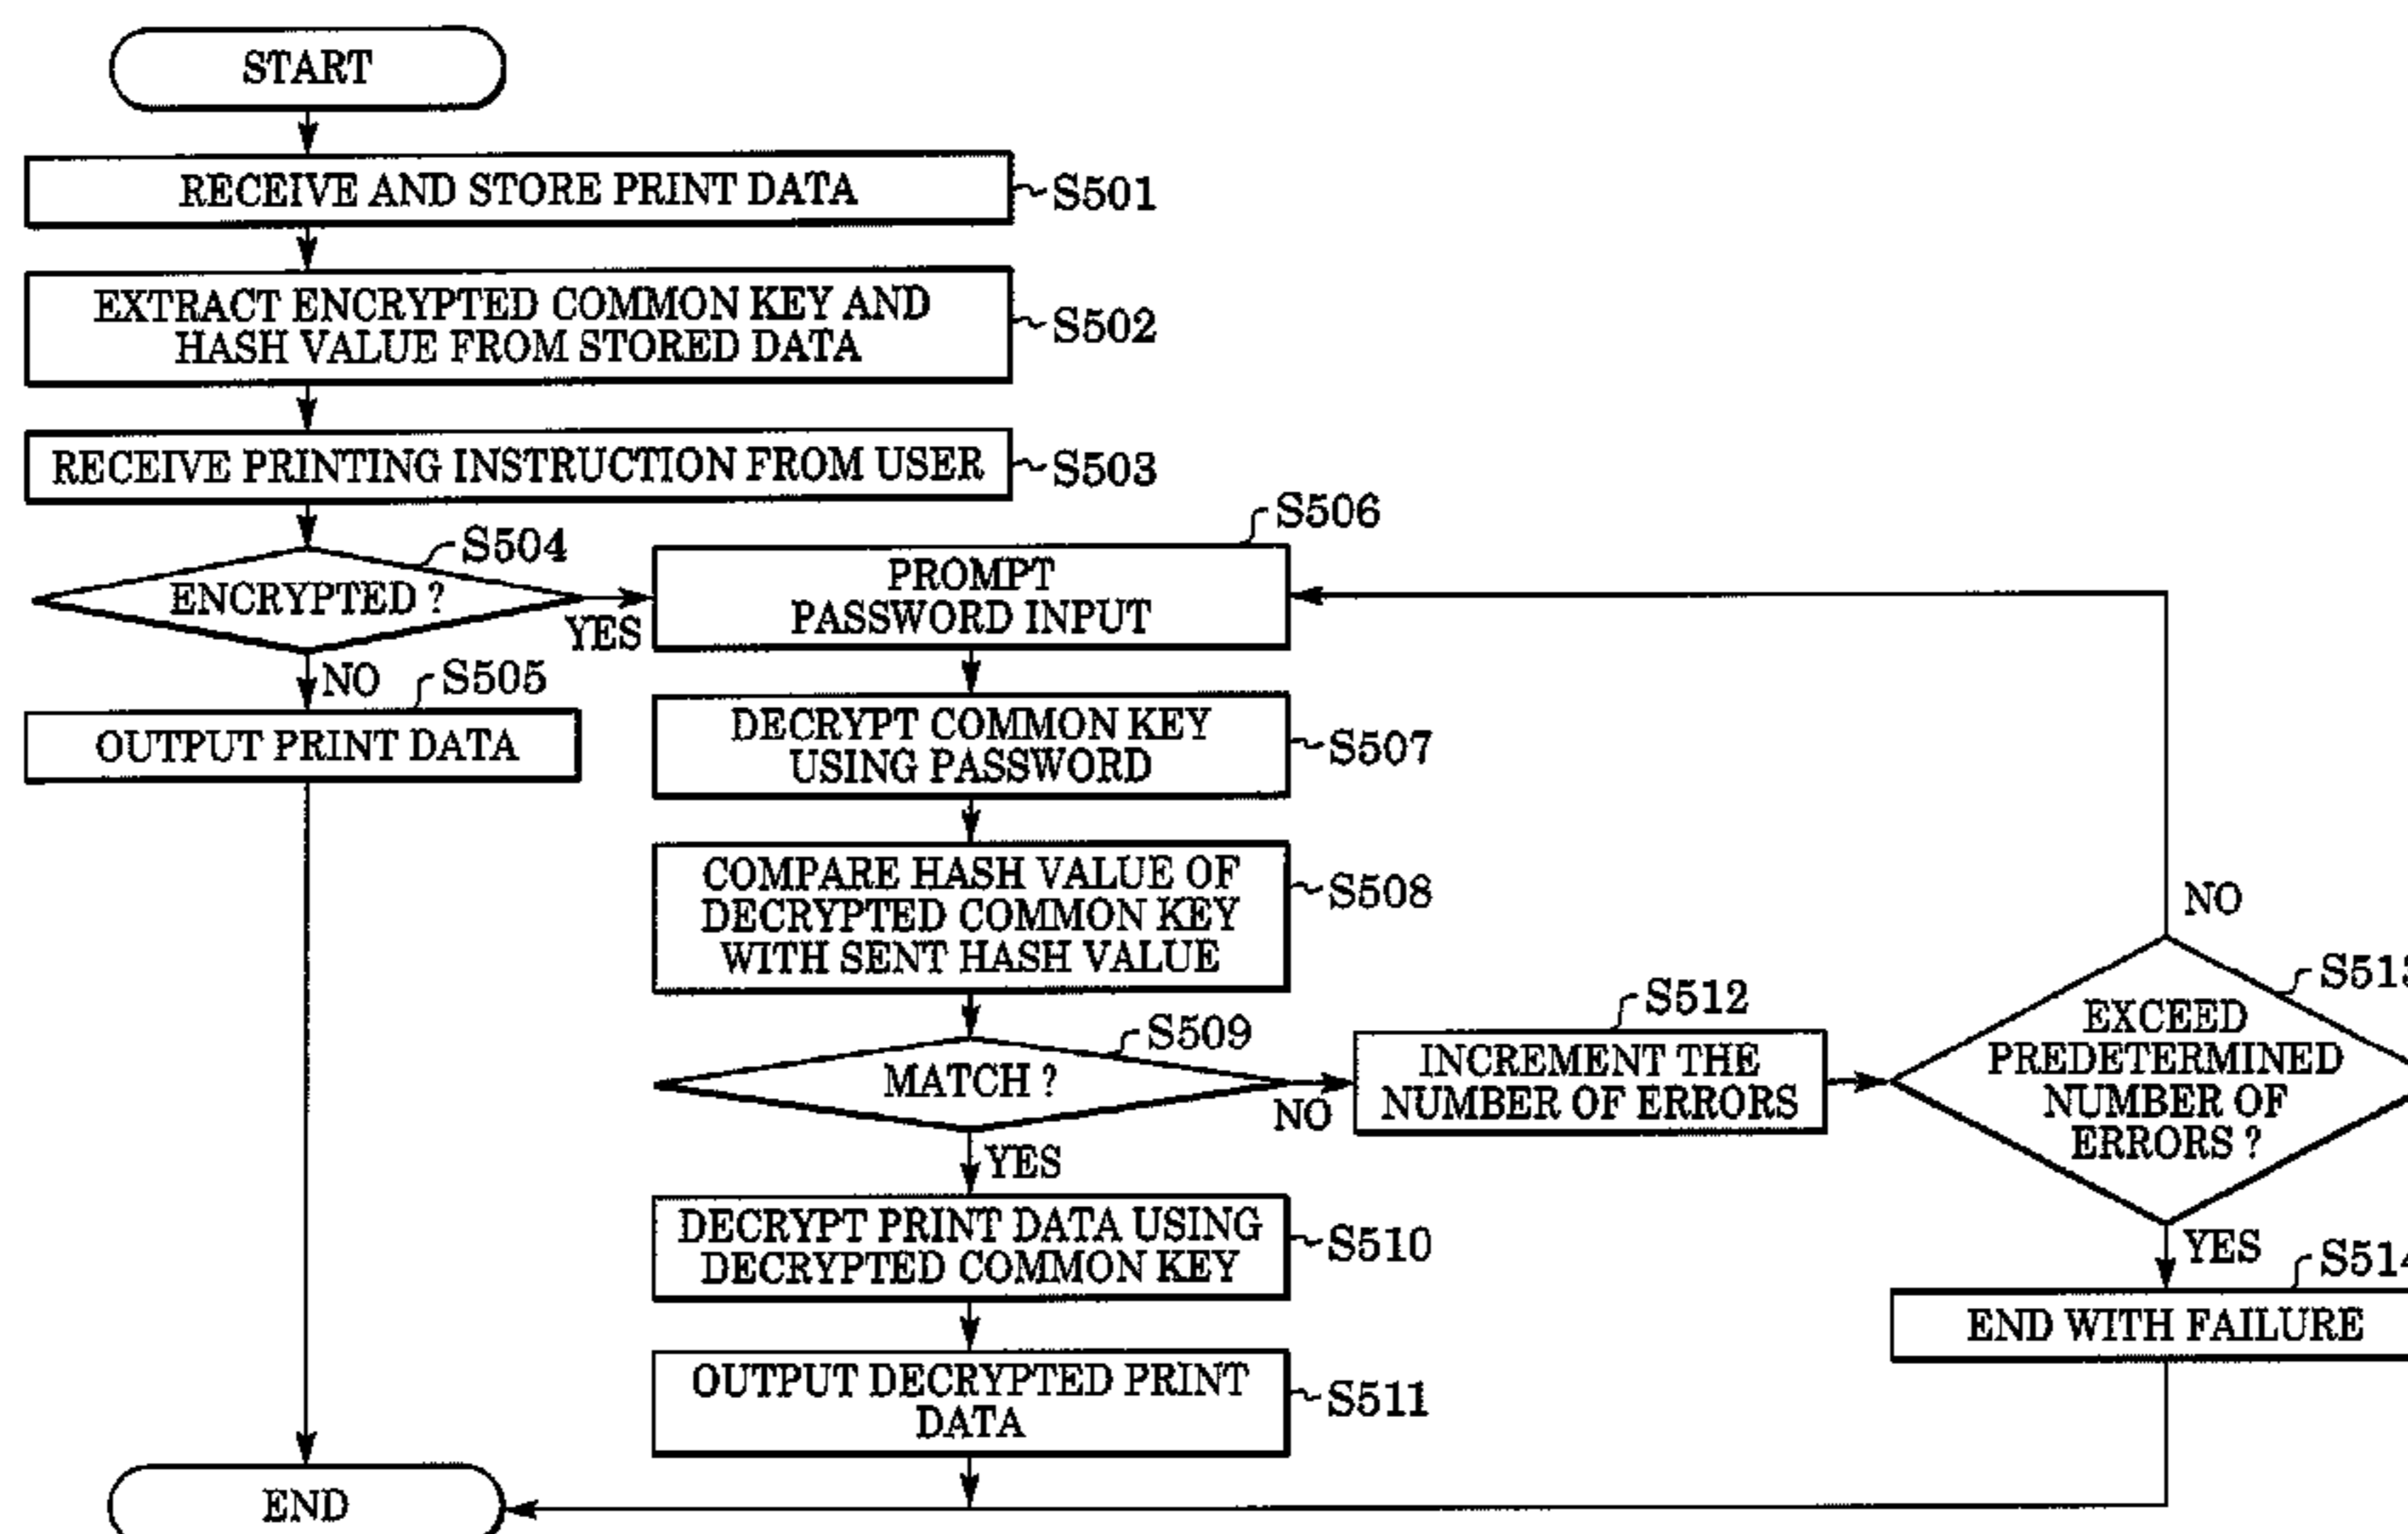 START
RECEIVE AND STORE PRINT DATA
S501
EXTRACT ENCRYPTED COMMON KEY AND
HASH VALUE FROM STORED DATA
S502
RECEIVE PRINTING INSTRUCTION FROM USER
S503
S504
ENCRYPTED ?
YES
NO
S505
OUTPUT PRINT DATA
S506
PROMPT
PASSWORD INPUT
DECRYPT COMMON KEY
USING PASSWORD
S507
COMPARE HASH VALUE OF
DECRYPTED COMMON KEY
WITH SENT HASH VALUE
S508
S509
MATCH ?
NO
YES
S512
INCREMENT THE
NUMBER OF ERRORS
NO
EXCEED
PREDETERMINED
NUMBER OF
ERRORS ?
YES
END WITH FAILURE
DECRYPT PRINT DATA USING
DECRYPTED COMMON KEY
S510
OUTPUT DECRYPTED PRINT
DATA
S511
END